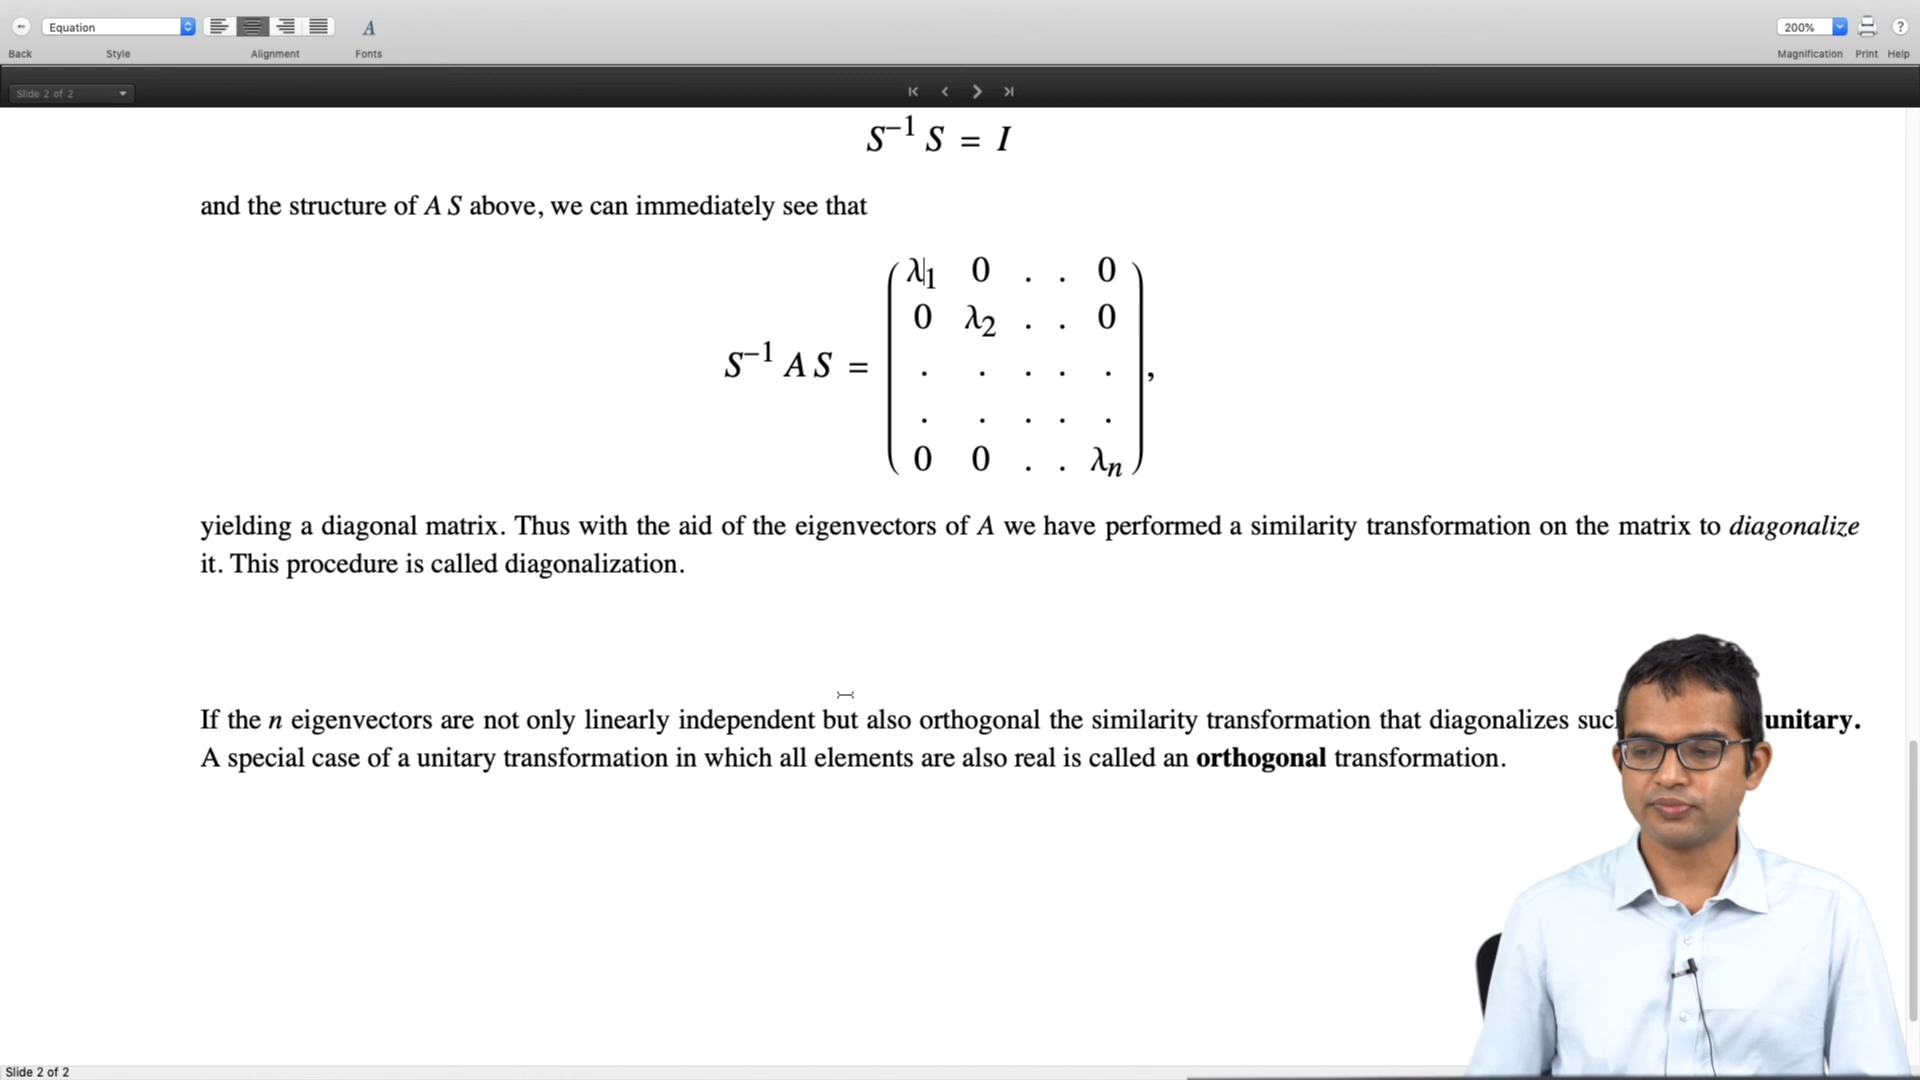 Equation
200%
Back
Style
Alignment
Fonts
Magnification
Print
Help
Slide 2 of 2
S⁻¹ S = I
and the structure of A S above, we can immediately see that
λ₁ 0 . . 0
0 λ₂ . . 0
S⁻¹ A S = . . . . . ,
. . . . .
0 0 . . λₙ
yielding a diagonal matrix. Thus with the aid of the eigenvectors of A we have performed a similarity transformation on the matrix to diagonalize
it. This procedure is called diagonalization.
If the n eigenvectors are not only linearly independent but also orthogonal the similarity transformation that diagonalizes unitary.
A special case of a unitary transformation in which all elements are also real is called an orthogonal transformation.
Slide 2 of 2